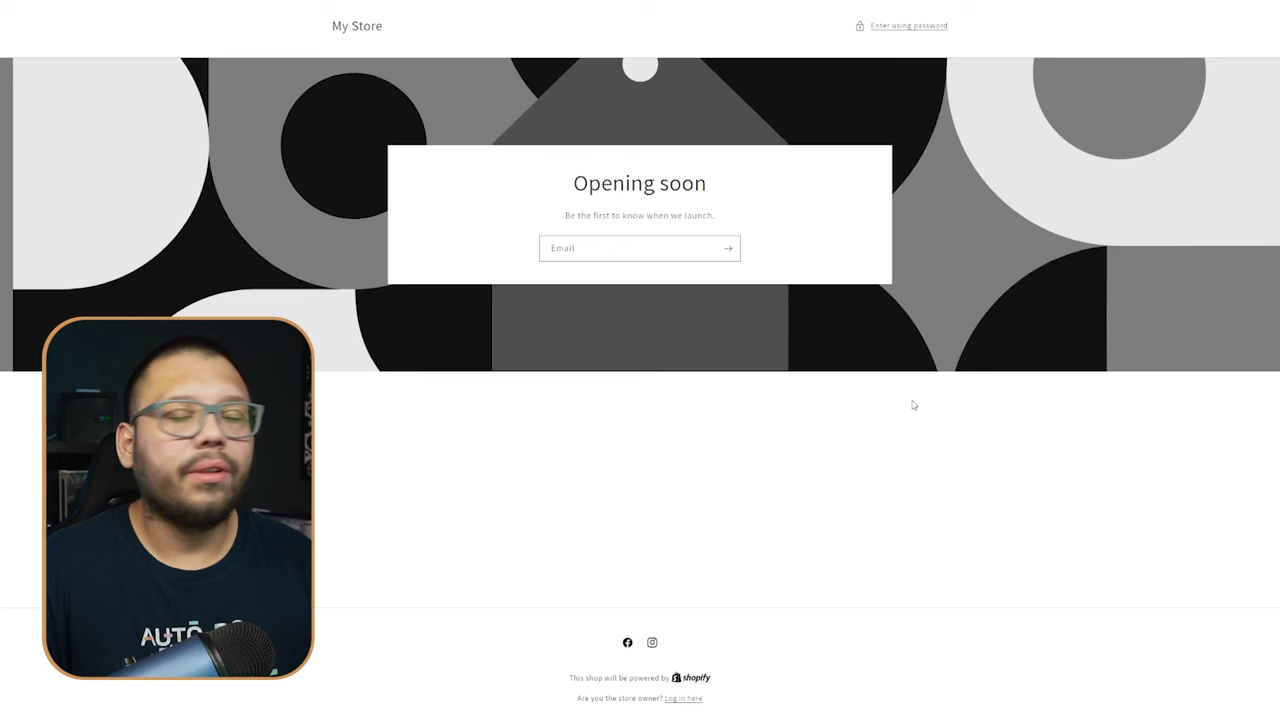 My Store
Enter using password
Opening soon
Be the first to know when we launch.
Email
This shop will be powered by shopify
Are you the store owner? Log in here